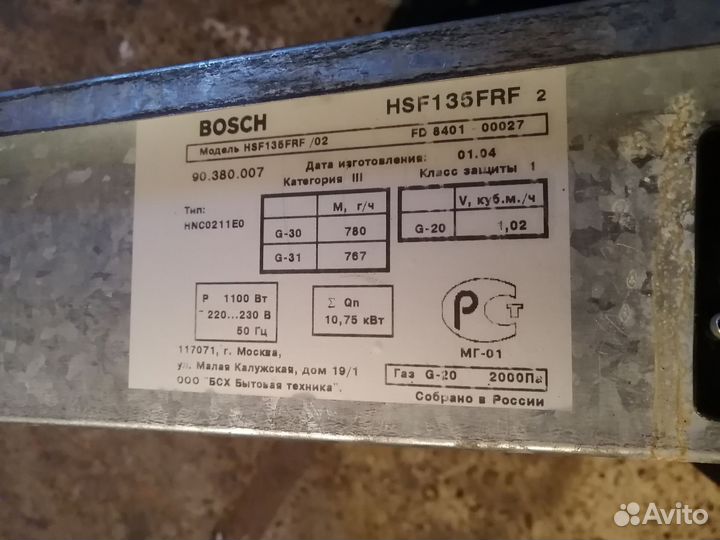 BOSCH
HSF135FRF 2
Модель HSF135FRF /02 FD 8401 00027
90.380.007 Дата изготовления: 01.04
Категория III Класс защиты 1
Тип:
HNC0211E0
М, г/ч
G-30 780
G-31 767
V, куб.м./ч
G-20 1,02
P 1100 Вт
~ 220...230 В
50 Гц
Σ Qn
10,75 кВт
РСТ
МГ-01
117071, г. Москва,
ул. Малая Калужская, дом 19/1
ООО "БСХ Бытовая техника".
Газ G-20 2000Па
Собрано в России
Avito